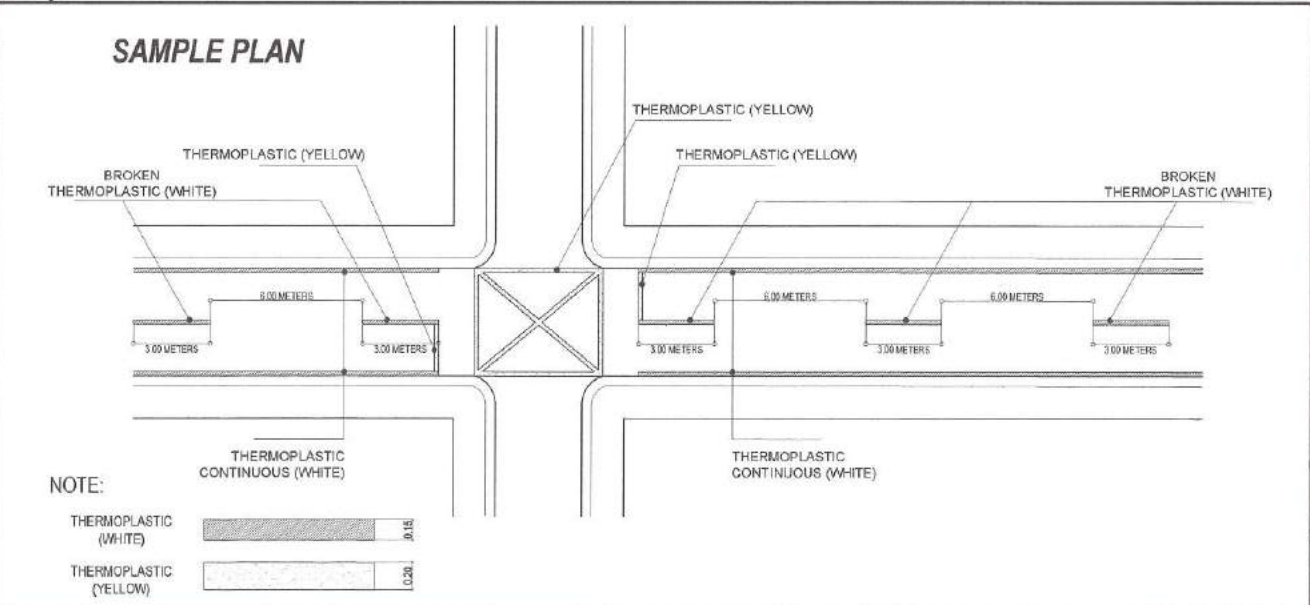 SAMPLE PLAN
THERMOPLASTIC (YELLOW)
THERMOPLASTIC (YELLOW)
THERMOPLASTIC (YELLOW)
BROKEN
THERMOPLASTIC (WHITE)
BROKEN
THERMOPLASTIC (WHITE)
6.00 METERS
6.00 METERS
6.00 METERS
3.00 METERS
3.00 METERS
3.00 METERS
3.00 METERS
3.00 METERS
THERMOPLASTIC
CONTINUOUS (WHITE)
THERMOPLASTIC
CONTINUOUS (WHITE)
NOTE:
THERMOPLASTIC
(WHITE)
0.15
THERMOPLASTIC
(YELLOW)
0.20